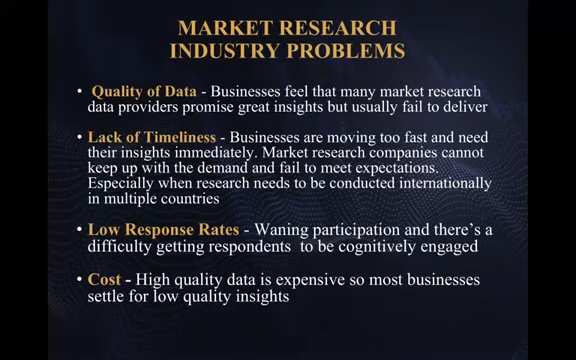 MARKET RESEARCH
INDUSTRY PROBLEMS
• Quality of Data - Businesses feel that many market research
data providers promise great insights but usually fail to deliver
• Lack of Timeliness - Businesses are moving too fast and need
their insights immediately. Market research companies cannot
keep up with the demand and fail to meet expectations.
Especially when research needs to be conducted internationally
in multiple countries
• Low Response Rates - Waning participation and there's a
difficulty getting respondents to be cognitively engaged
• Cost - High quality data is expensive so most businesses
settle for low quality insights